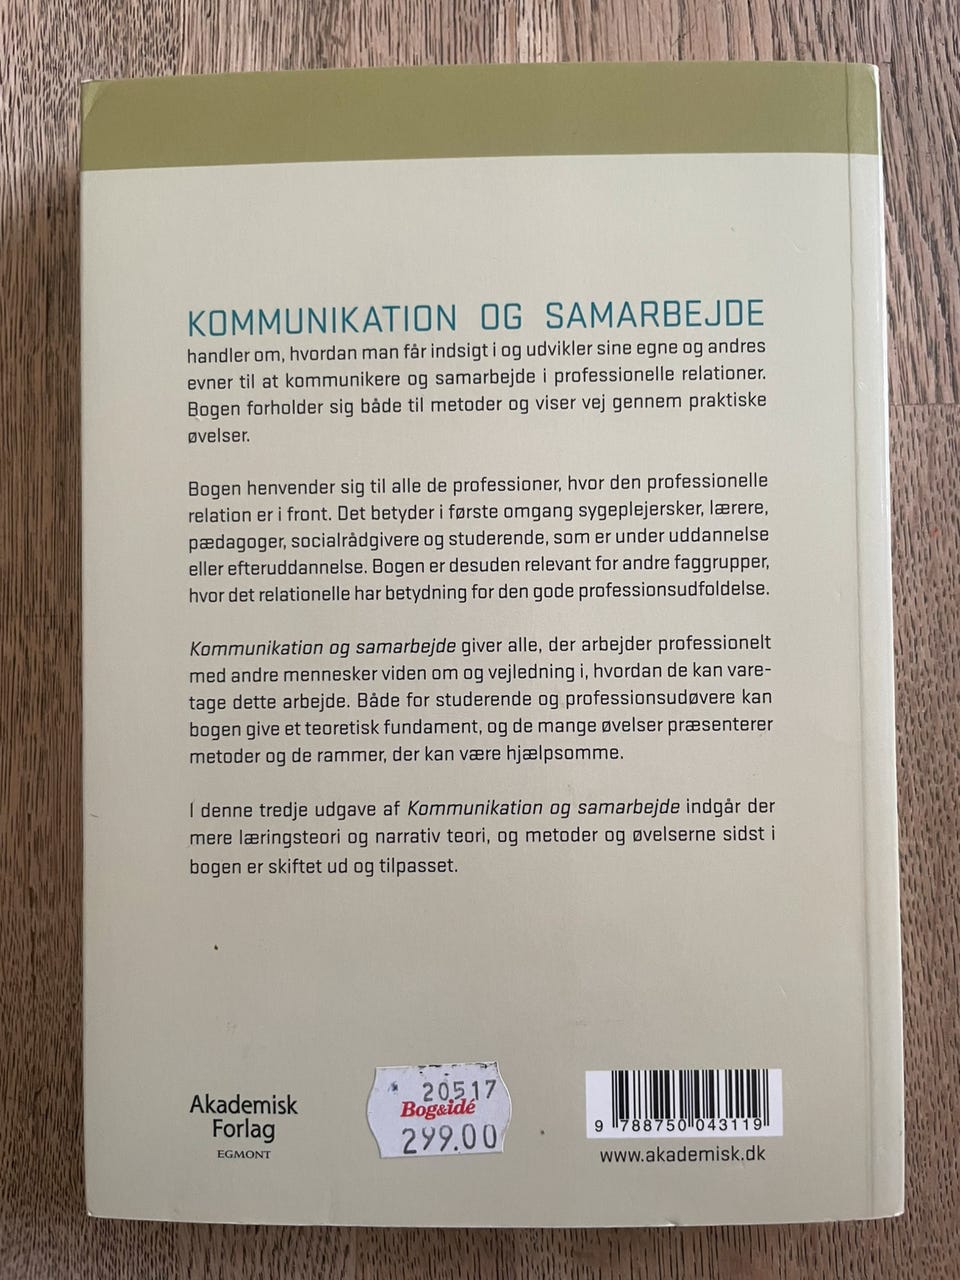 KOMMUNIKATION OG SAMARBEJDE
handler om, hvordan man får indsigt i og udvikler sine egne og andres
evner til at kommunikere og samarbejde i professionelle relationer.
Bogen forholder sig både til metoder og viser vej gennem praktiske
øvelser.
Bogen henvender sig til alle de professioner, hvor den professionelle
relation er i front. Det betyder i første omgang sygeplejersker, lærere,
pædagoger, socialrådgivere og studerende, som er under uddannelse
eller efteruddannelse. Bogen er desuden relevant for andre faggrupper,
hvor det relationelle har betydning for den gode professionsudfoldelse.
Kommunikation og samarbejde giver alle, der arbejder professionelt
med andre mennesker viden om og vejledning i, hvordan de kan vare-
tage dette arbejde. Både for studerende og professionsudøvere kan
bogen give et teoretisk fundament, og de mange øvelser præsenterer
metoder og de rammer, der kan være hjælpsomme.
I denne tredje udgave af Kommunikation og samarbejde indgår der
mere læringsteori og narrativ teori, og metoder og øvelserne sidst i
bogen er skiftet ud og tilpasset.
Akademisk
Forlag
EGMONT
20517
Bog&idé
299.00
9 788750 043119
www.akademisk.dk